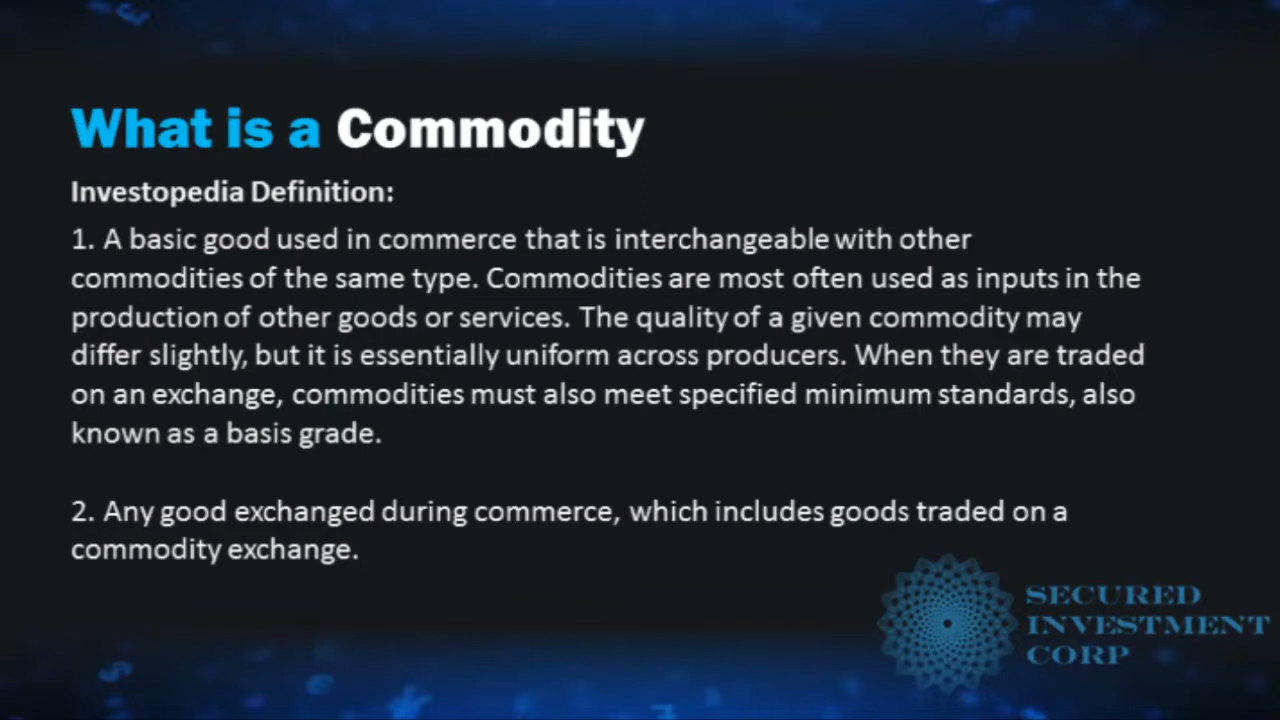 What is a Commodity
Investopedia Definition:
1. A basic good used in commerce that is interchangeable with other
commodities of the same type. Commodities are most often used as inputs in the
production of other goods or services. The quality of a given commodity may
differ slightly, but it is essentially uniform across producers. When they are traded
on an exchange, commodities must also meet specified minimum standards, also
known as a basis grade.
2. Any good exchanged during commerce, which includes goods traded on a
commodity exchange.
SECURED
INVESTMENT
CORP